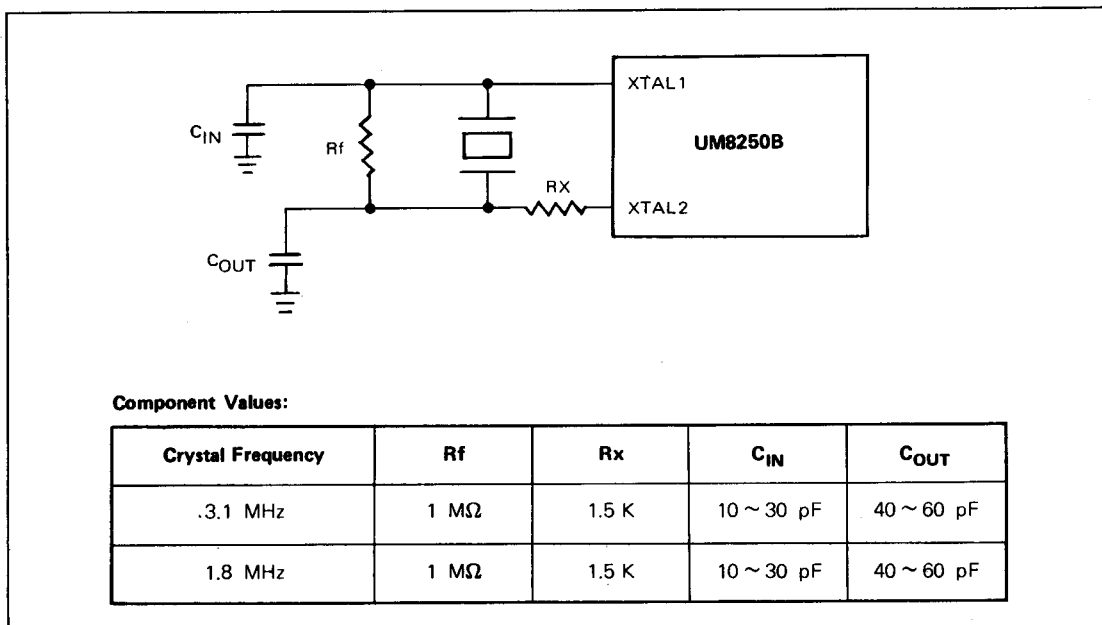 XTAL1
C_IN
Rf
UM8250B
RX
XTAL2
C_OUT
Component Values:
Crystal Frequency Rf Rx C_IN C_OUT
.3.1 MHz 1 MΩ 1.5 K 10 ~ 30 pF 40 ~ 60 pF
1.8 MHz 1 MΩ 1.5 K 10 ~ 30 pF 40 ~ 60 pF